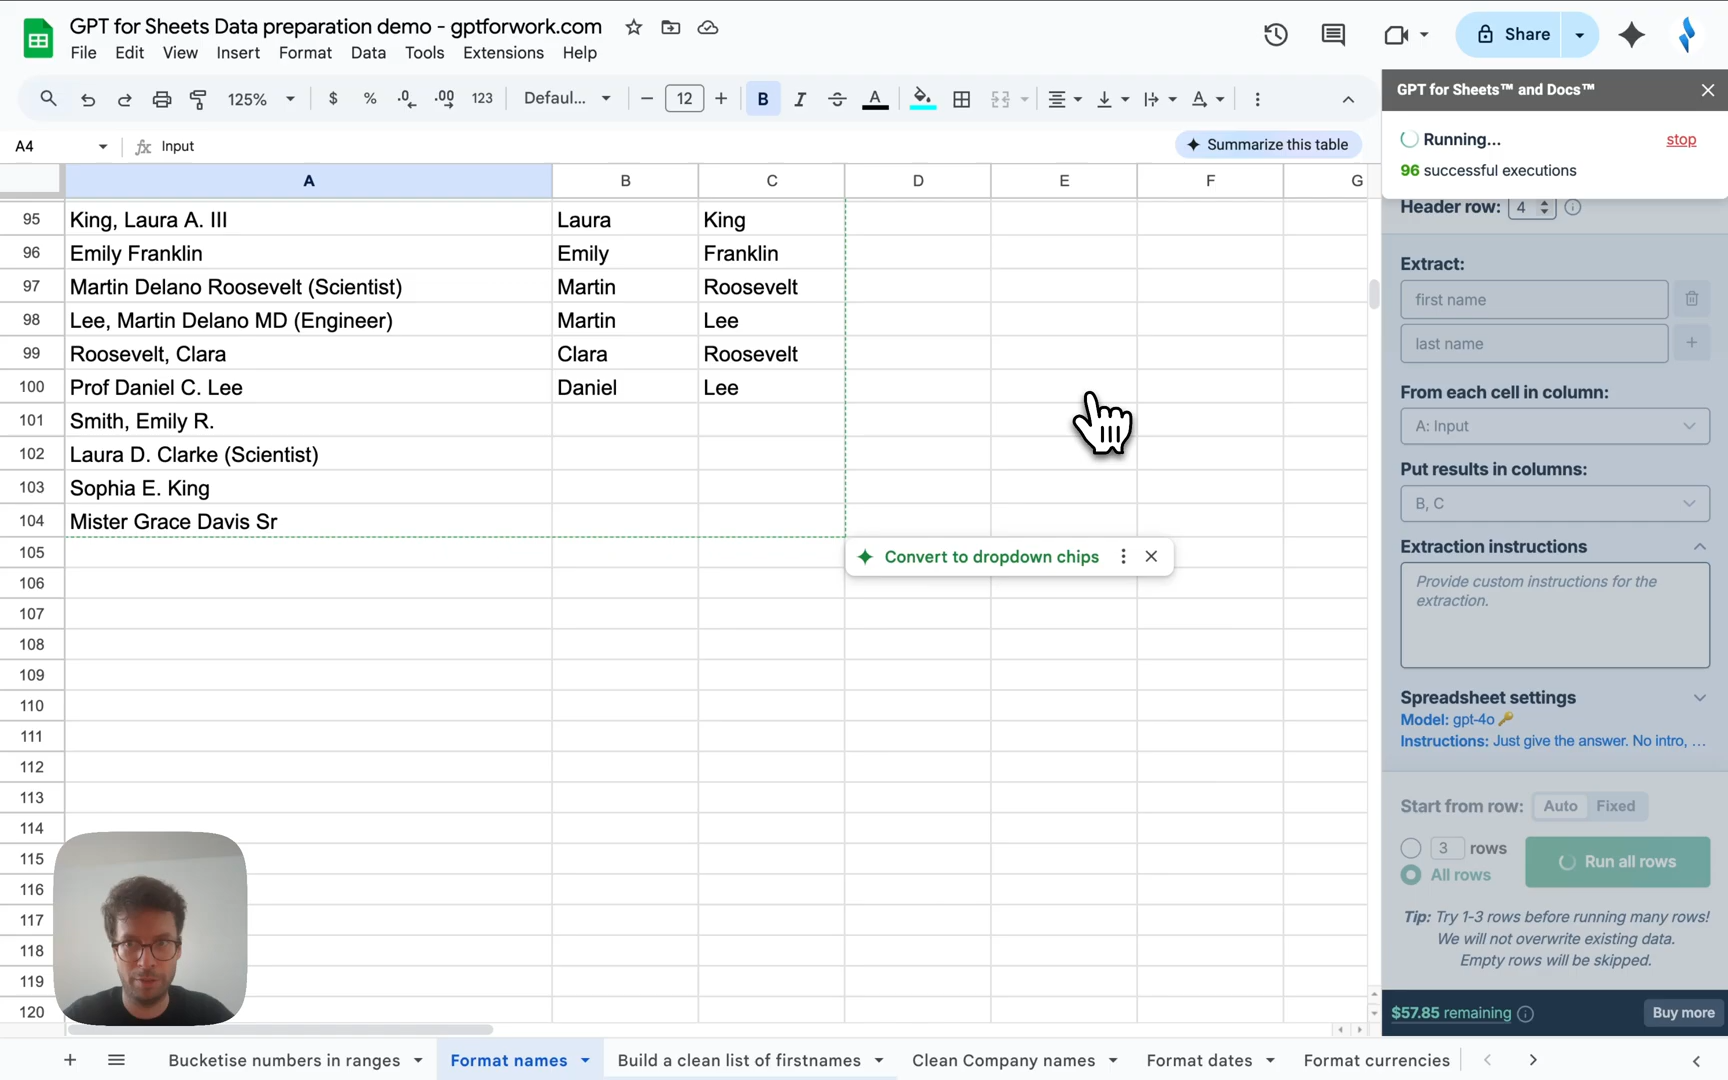 GPT for Sheets Data preparation demo - gptforwork.com
File Edit View Insert Format Data Tools Extensions Help
Share
125% $ % .0 .00 123 Defaul... 12 B I A
A4 Input
Summarize this table
A B C D E F G
95 King, Laura A. III Laura King
96 Emily Franklin Emily Franklin
97 Martin Delano Roosevelt (Scientist) Martin Roosevelt
98 Lee, Martin Delano MD (Engineer) Martin Lee
99 Roosevelt, Clara Clara Roosevelt
100 Prof Daniel C. Lee Daniel Lee
101 Smith, Emily R.
102 Laura D. Clarke (Scientist)
103 Sophia E. King
104 Mister Grace Davis Sr
105
Convert to dropdown chips
106
107
108
109
110
111
112
113
114
115
116
117
118
119
120
GPT for Sheets™ and Docs™
Running... stop
96 successful executions
Header row: 4
Extract:
first name
last name
From each cell in column:
A: Input
Put results in columns:
B, C
Extraction instructions
Provide custom instructions for the
extraction.
Spreadsheet settings
Model: gpt-4o
Instructions: Just give the answer. No intro, ...
Start from row: Auto Fixed
3 rows
All rows
Run all rows
Tip: Try 1-3 rows before running many rows!
We will not overwrite existing data.
Empty rows will be skipped.
$57.85 remaining Buy more
Bucketise numbers in ranges Format names Build a clean list of firstnames Clean Company names Format dates Format currencies